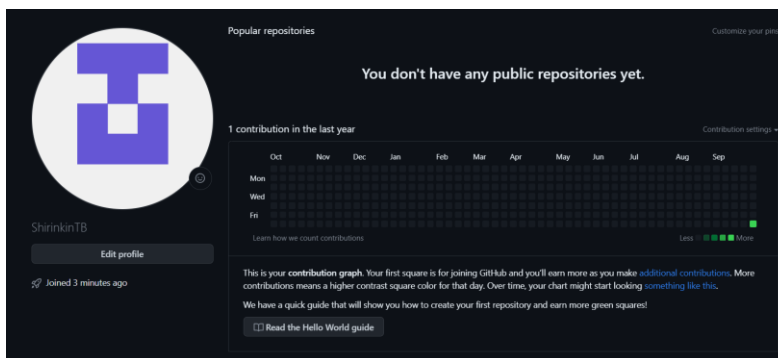 Popular repositories
Customize your pins
You don't have any public repositories yet.
1 contribution in the last year
Contribution settings
Oct Nov Dec Jan Feb Mar Apr May Jun Jul Aug Sep
Mon
Wed
Fri
Learn how we count contributions
Less More
ShirinkinTB
Edit profile
Joined 3 minutes ago
This is your contribution graph. Your first square is for joining GitHub and you'll earn more as you make additional contributions. More
contributions means a higher contrast square color for that day. Over time, your chart might start looking something like this.
We have a quick guide that will show you how to create your first repository and earn more green squares!
Read the Hello World guide